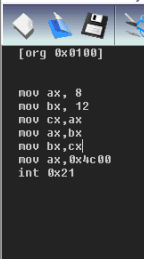 [org 0x0100]
mov ax, 8
mov bx, 12
mov cx,ax
mov ax,bx
mov bx,cx
mov ax,0x4c00
int 0x21